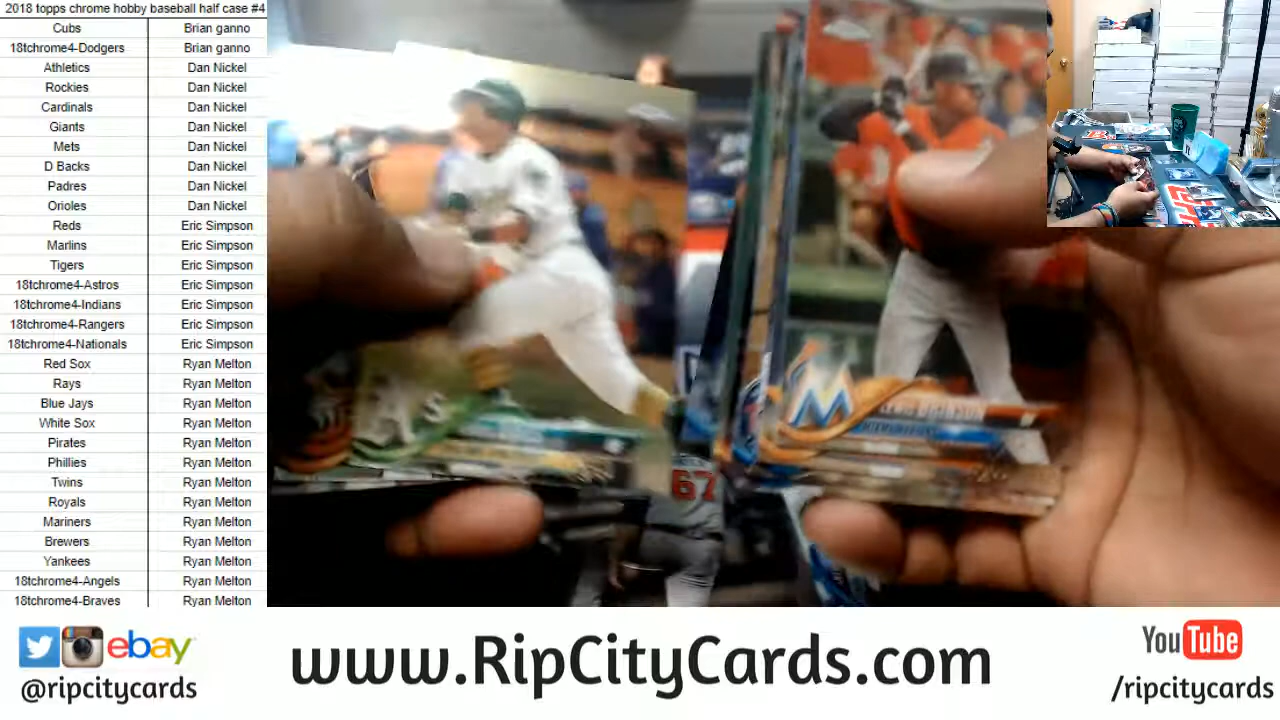 2018 topps chrome hobby baseball half case #4
Cubs Brian ganno
18tchrome4-Dodgers Brian ganno
Athletics Dan Nickel
Rockies Dan Nickel
Cardinals Dan Nickel
Giants Dan Nickel
Mets Dan Nickel
D Backs Dan Nickel
Padres Dan Nickel
Orioles Dan Nickel
Reds Eric Simpson
Marlins Eric Simpson
Tigers Eric Simpson
18tchrome4-Astros Eric Simpson
18tchrome4-Indians Eric Simpson
18tchrome4-Rangers Eric Simpson
18tchrome4-Nationals Eric Simpson
Red Sox Ryan Melton
Rays Ryan Melton
Blue Jays Ryan Melton
White Sox Ryan Melton
Pirates Ryan Melton
Phillies Ryan Melton
Twins Ryan Melton
Royals Ryan Melton
Mariners Ryan Melton
Brewers Ryan Melton
Yankees Ryan Melton
18tchrome4-Angels Ryan Melton
18tchrome4-Braves Ryan Melton
M
67
ebay
@ripcitycards
www.RipCityCards.com
YouTube
/ripcitycards